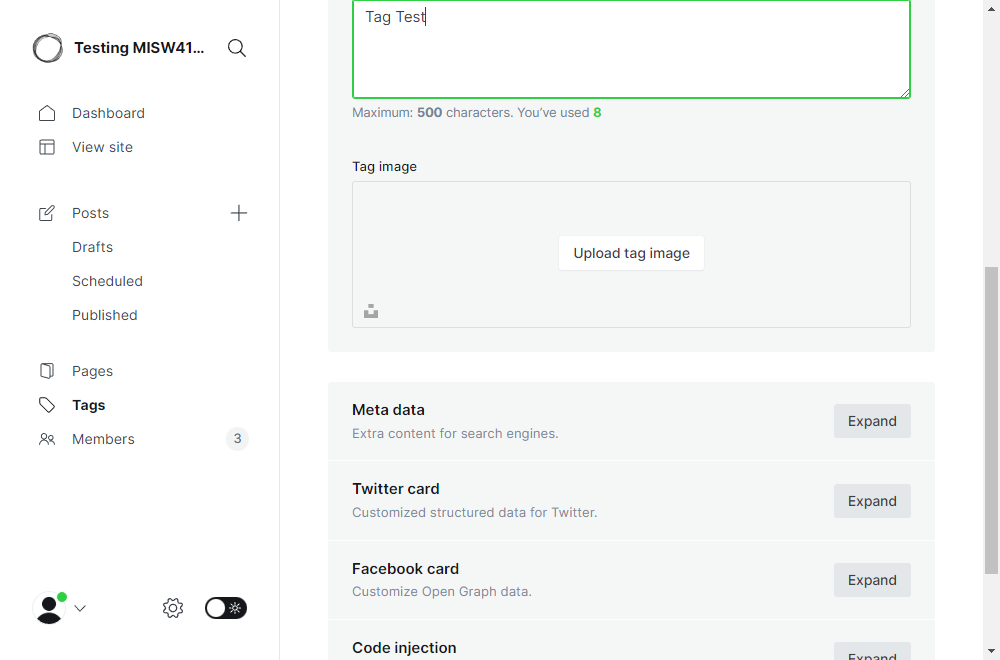 Testing MISW41...
Dashboard
View site
Posts
Drafts
Scheduled
Published
Pages
Tags
Members
3
Tag Test
Maximum: 500 characters. You’ve used 8
Tag image
Upload tag image
Meta data
Extra content for search engines.
Expand
Twitter card
Customized structured data for Twitter.
Expand
Facebook card
Customize Open Graph data.
Expand
Code injection
Expand